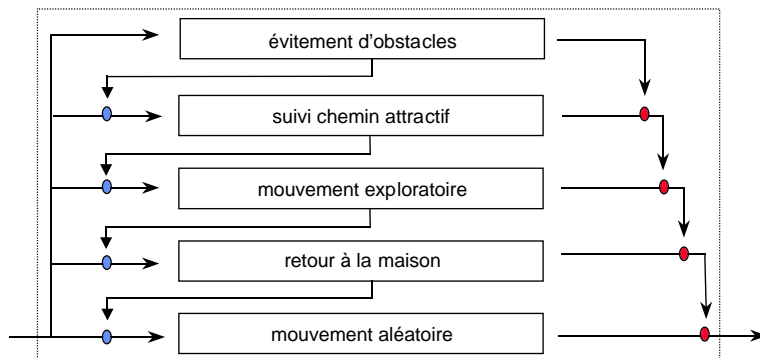 évitement d'obstacles
suivi chemin attractif
mouvement exploratoire
retour à la maison
mouvement aléatoire